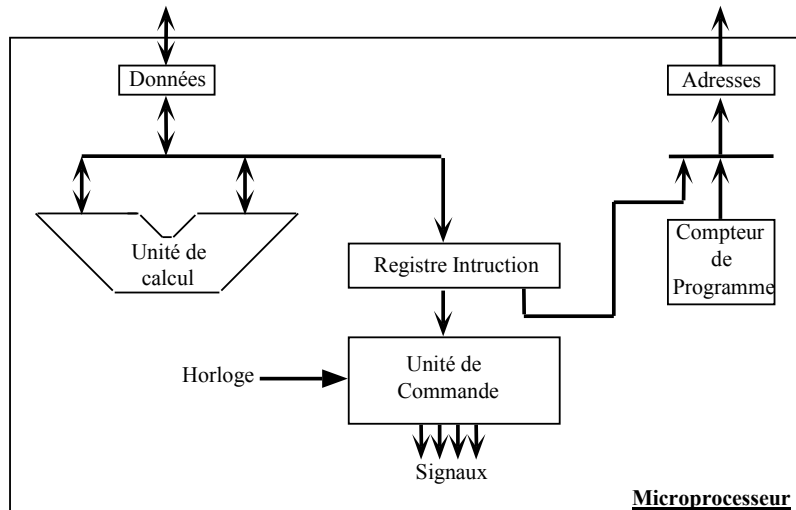 Données
Adresses
Unité de
calcul
Registre Intruction
Compteur
de
Programme
Horloge
Unité de
Commande
Signaux
Microprocesseur